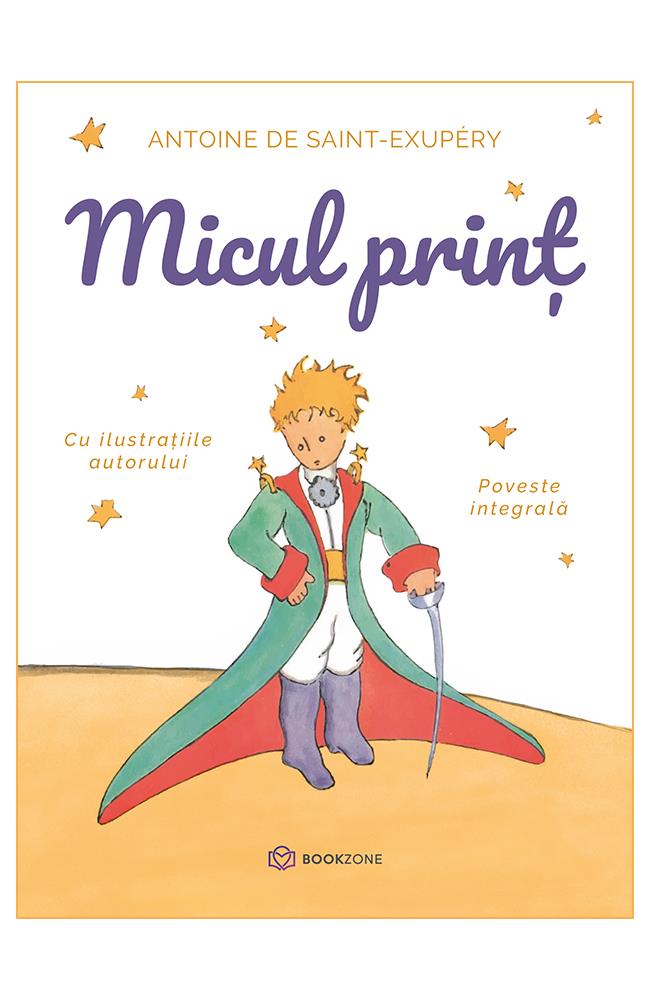 ANTOINE DE SAINT-EXUPÉRY
Micul prinț
Cu ilustrațiile
autorului
Poveste
integrală
BOOKZONE